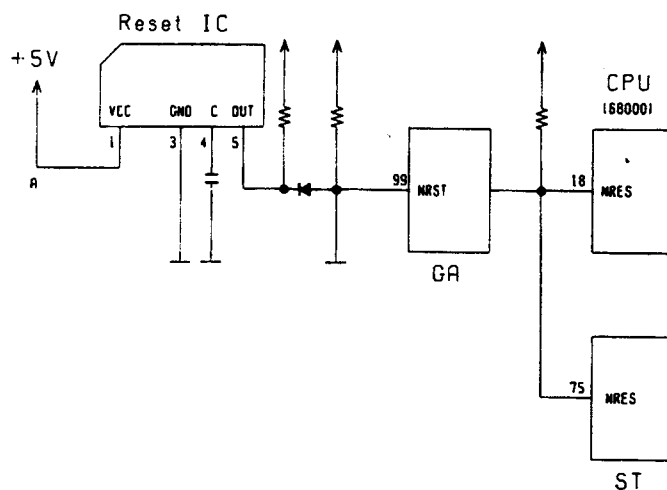 Reset IC
+5V
VCC GND C OUT
1 3 4 5
A
99 NRST
GA
CPU
(68000)
18 NRES
75 NRES
ST